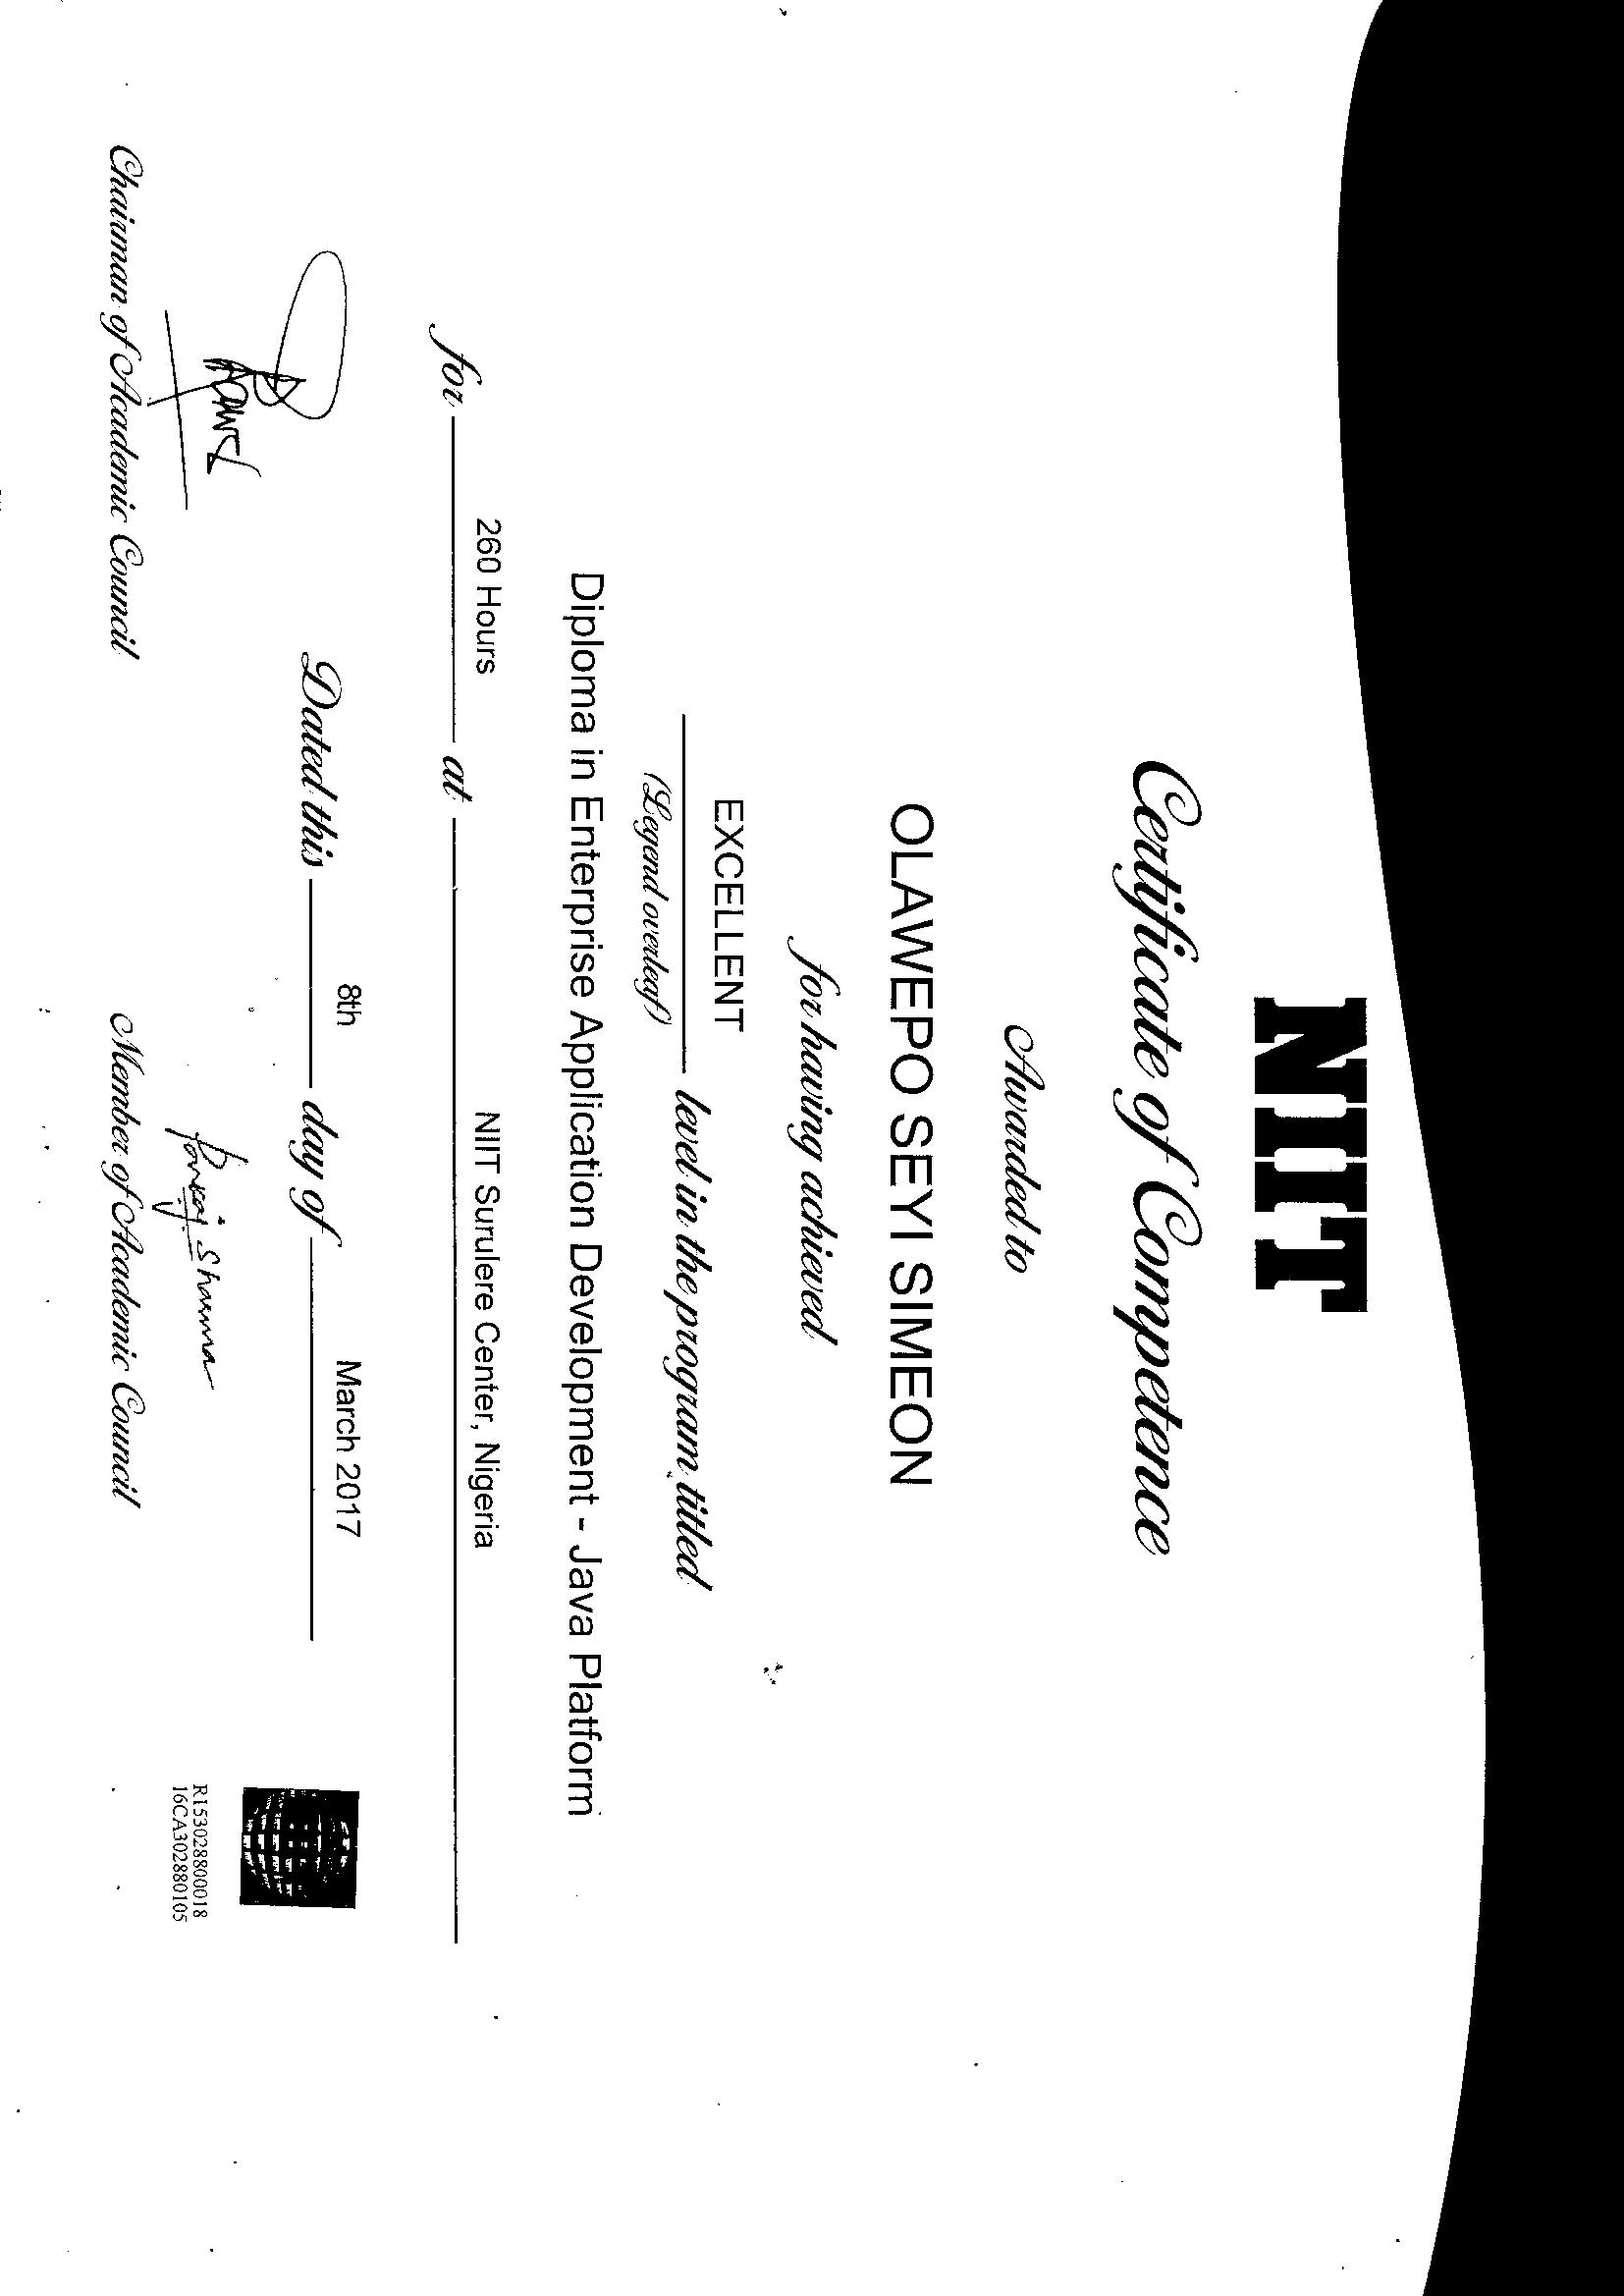 NIIT
Certificate of Competence
Awarded to
OLAWEPO SEYI SIMEON
for having achieved
EXCELLENT level in the program titled
(Legend overleaf)
Diploma in Enterprise Application Development - Java Platform
for 260 Hours at NIIT Surulere Center, Nigeria
Dated this 8th day of March 2017
Pankaj Sharma
Chairman of Academic Council Member of Academic Council
R153028800018
16CA302880105